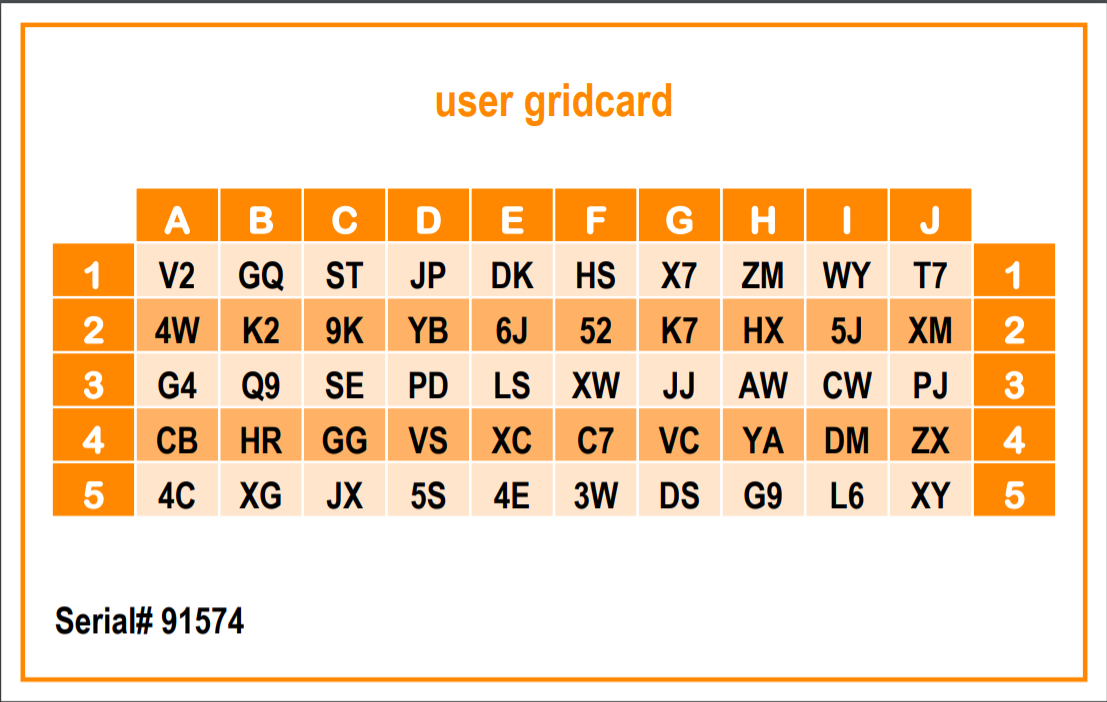 user gridcard
A B C D E F G H I J
1 V2 GQ ST JP DK HS X7 ZM WY T7 1
2 4W K2 9K YB 6J 52 K7 HX 5J XM 2
3 G4 Q9 SE PD LS XW JJ AW CW PJ 3
4 CB HR GG VS XC C7 VC YA DM ZX 4
5 4C XG JX 5S 4E 3W DS G9 L6 XY 5
Serial# 91574